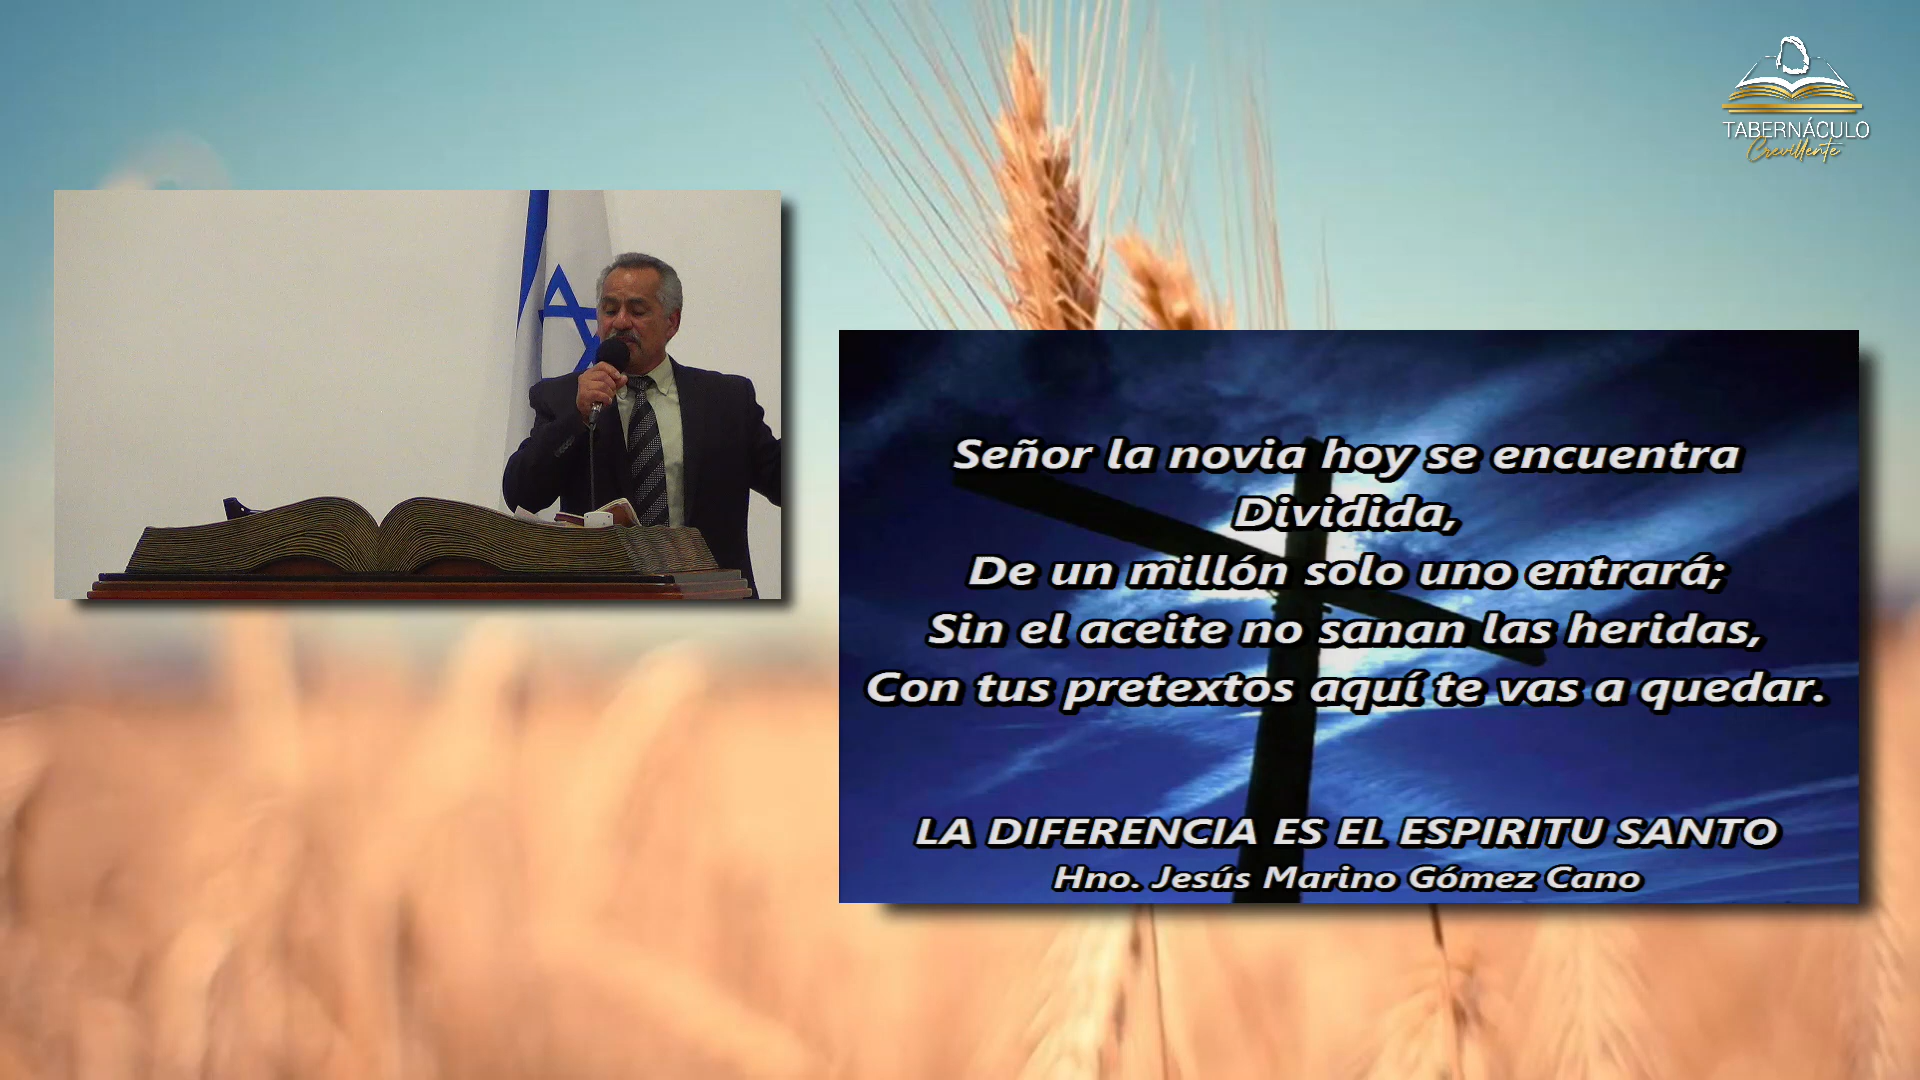 TABERNÁCULO
Crevillente
Señor la novia hoy se encuentra
Dividida,
De un millón solo uno entrará;
Sin el aceite no sanan las heridas,
Con tus pretextos aquí te vas a quedar.
LA DIFERENCIA ES EL ESPIRITU SANTO
Hno. Jesús Marino Gómez Cano